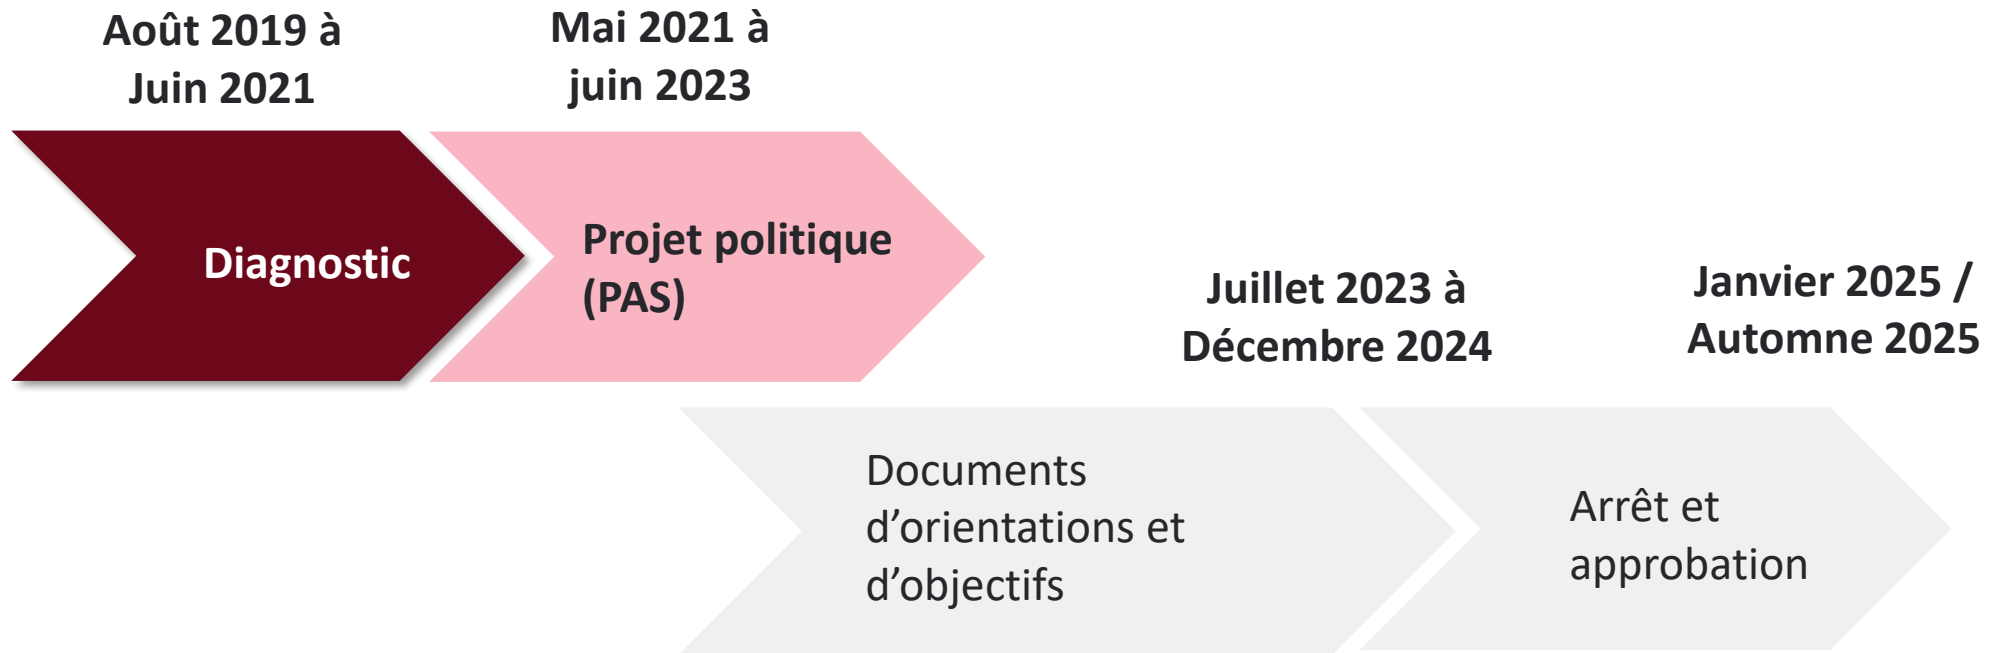 Août 2019 à
Juin 2021
Mai 2021 à
juin 2023
Diagnostic
Projet politique
(PAS)
Juillet 2023 à
Décembre 2024
Janvier 2025 /
Automne 2025
Documents
d’orientations et
d’objectifs
Arrêt et
approbation